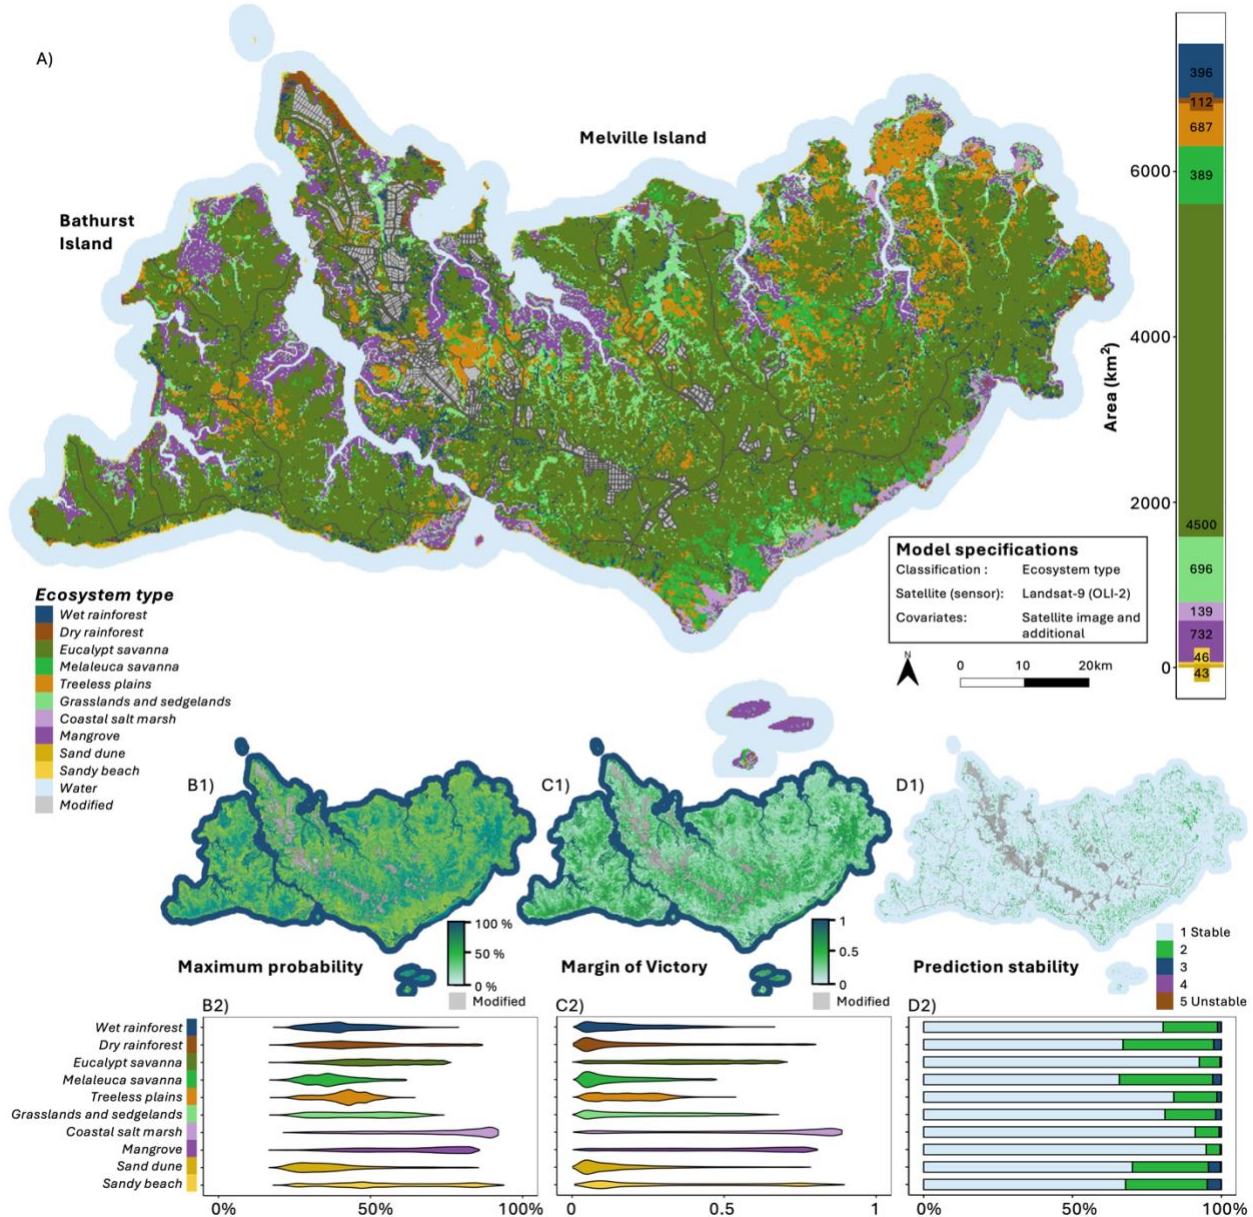 A)
Melville Island
Bathurst
Island
396
112
687
389
4500
696
139
732
46
43
6000
4000
2000
0
Area (km²)
Model specifications
Classification : Ecosystem type
Satellite (sensor): Landsat-9 (OLI-2)
Covariates: Satellite image and
additional
N
0 10 20km
Ecosystem type
Wet rainforest
Dry rainforest
Eucalypt savanna
Melaleuca savanna
Treeless plains
Grasslands and sedgelands
Coastal salt marsh
Mangrove
Sand dune
Sandy beach
Water
Modified
B1)
100 %
50 %
0 %
Modified
Maximum probability
C1)
1
0.5
0
Modified
Margin of Victory
D1)
1 Stable
2
3
4
5 Unstable
Prediction stability
B2)
C2)
D2)
Wet rainforest
Dry rainforest
Eucalypt savanna
Melaleuca savanna
Treeless plains
Grasslands and sedgelands
Coastal salt marsh
Mangrove
Sand dune
Sandy beach
0% 50% 100%
0 0.5 1
0% 50% 100%